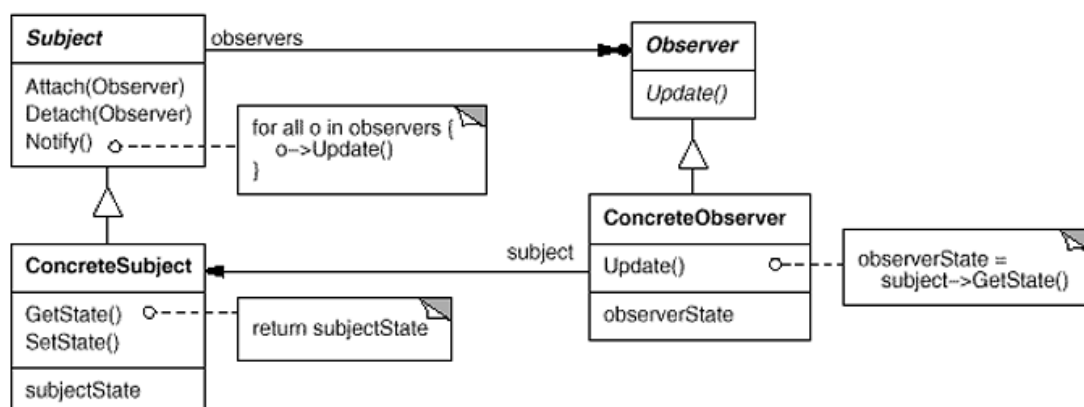 Subject
observers
Observer
Attach(Observer)
Detach(Observer)
Notify()
Update()
for all o in observers {
o->Update()
}
ConcreteSubject
subject
ConcreteObserver
GetState()
SetState()
return subjectState
Update()
observerState =
subject->GetState()
observerState
subjectState